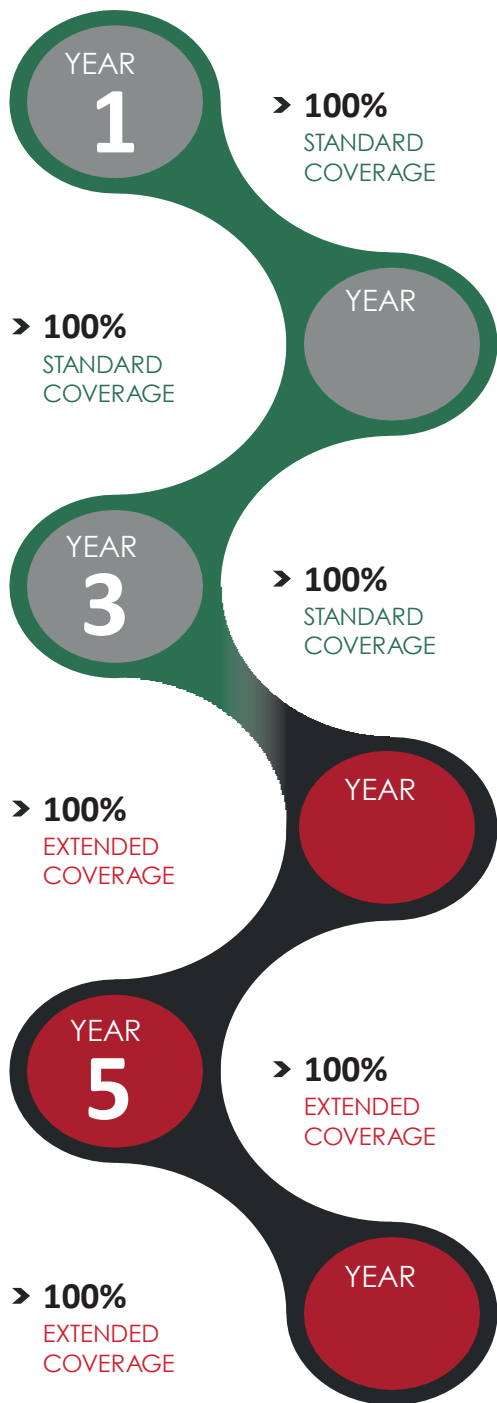 YEAR
1
> 100%
STANDARD
COVERAGE
YEAR
> 100%
STANDARD
COVERAGE
YEAR
3
> 100%
STANDARD
COVERAGE
YEAR
> 100%
EXTENDED
COVERAGE
YEAR
5
> 100%
EXTENDED
COVERAGE
YEAR
> 100%
EXTENDED
COVERAGE